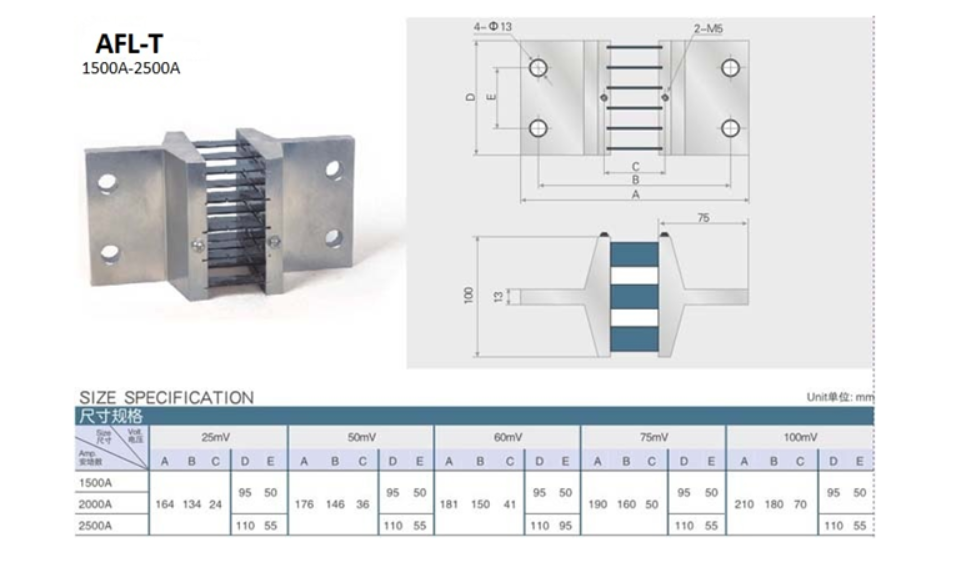 AFL-T
1500A-2500A
4-Φ13
2-M5
D
E
C
B
A
75
100
13
SIZE SPECIFICATION
Unit单位: mm
尺寸规格
Size 尺寸
Volt. 电压
Amp. 安培数
25mV 50mV 60mV 75mV 100mV
A B C D E A B C D E A B C D E A B C D E A B C D E
1500A
2000A
2500A
164 134 24 95 50 176 146 36 95 50 181 150 41 95 50 190 160 50 95 50 210 180 70 95 50
110 55 110 55 110 95 110 55 110 55